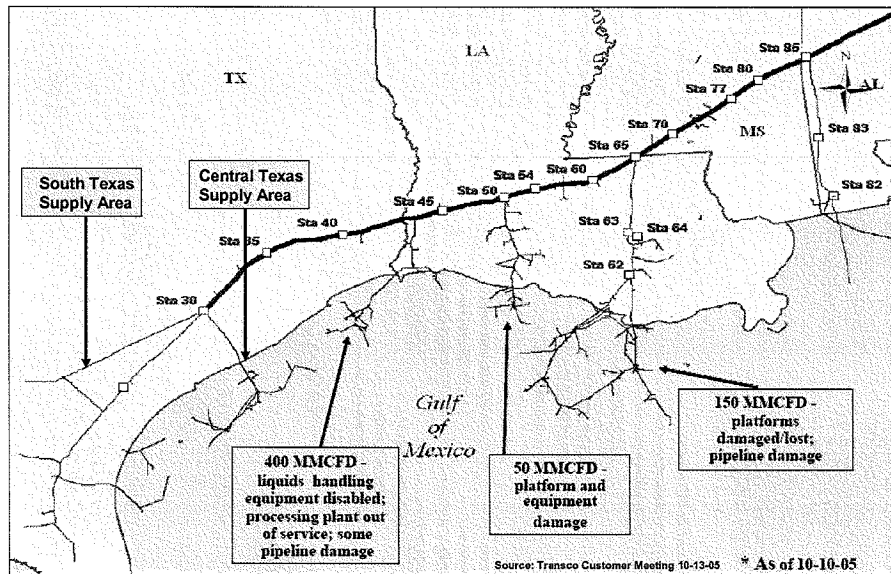 LA
TX
N
AL
MS
Sta 85
Sta 80
Sta 77
Sta 70
Sta 83
Sta 65
Sta 82
Sta 60
Sta 54
Sta 50
Sta 45
Sta 40
Sta 35
Sta 30
Sta 63
Sta 64
Sta 62
South Texas
Supply Area
Central Texas
Supply Area
Gulf
of
Mexico
400 MMCFD -
liquids handling
equipment disabled;
processing plant out
of service; some
pipeline damage
50 MMCFD -
platform and
equipment
damage
150 MMCFD -
platforms
damaged/lost;
pipeline damage
Source: Transco Customer Meeting 10-13-05
* As of 10-10-05